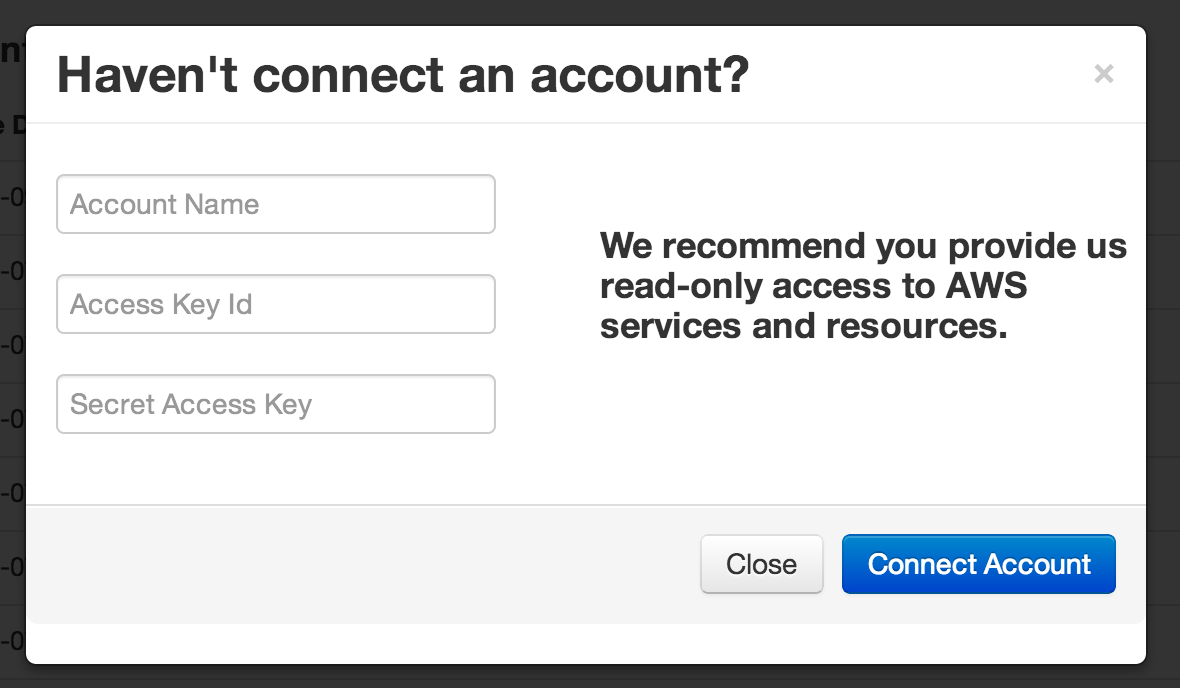 Haven't connect an account?
×
Account Name
We recommend you provide us
read-only access to AWS
services and resources.
Access Key Id
Secret Access Key
Close
Connect Account